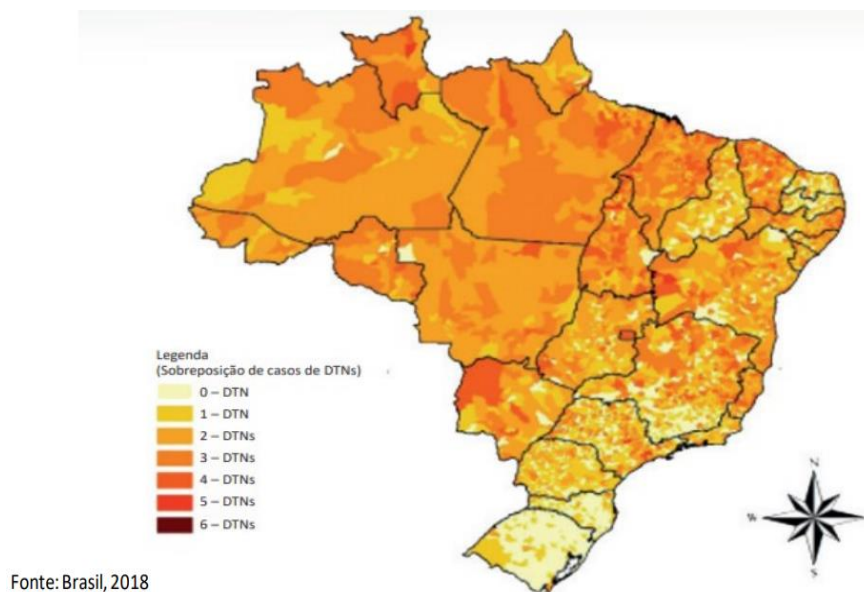 Legenda
(Sobreposição de casos de DTNs)
0 – DTN
1 – DTN
2 – DTNs
3 – DTNs
4 – DTNs
5 – DTNs
6 – DTNs
N
W
S
Fonte: Brasil, 2018